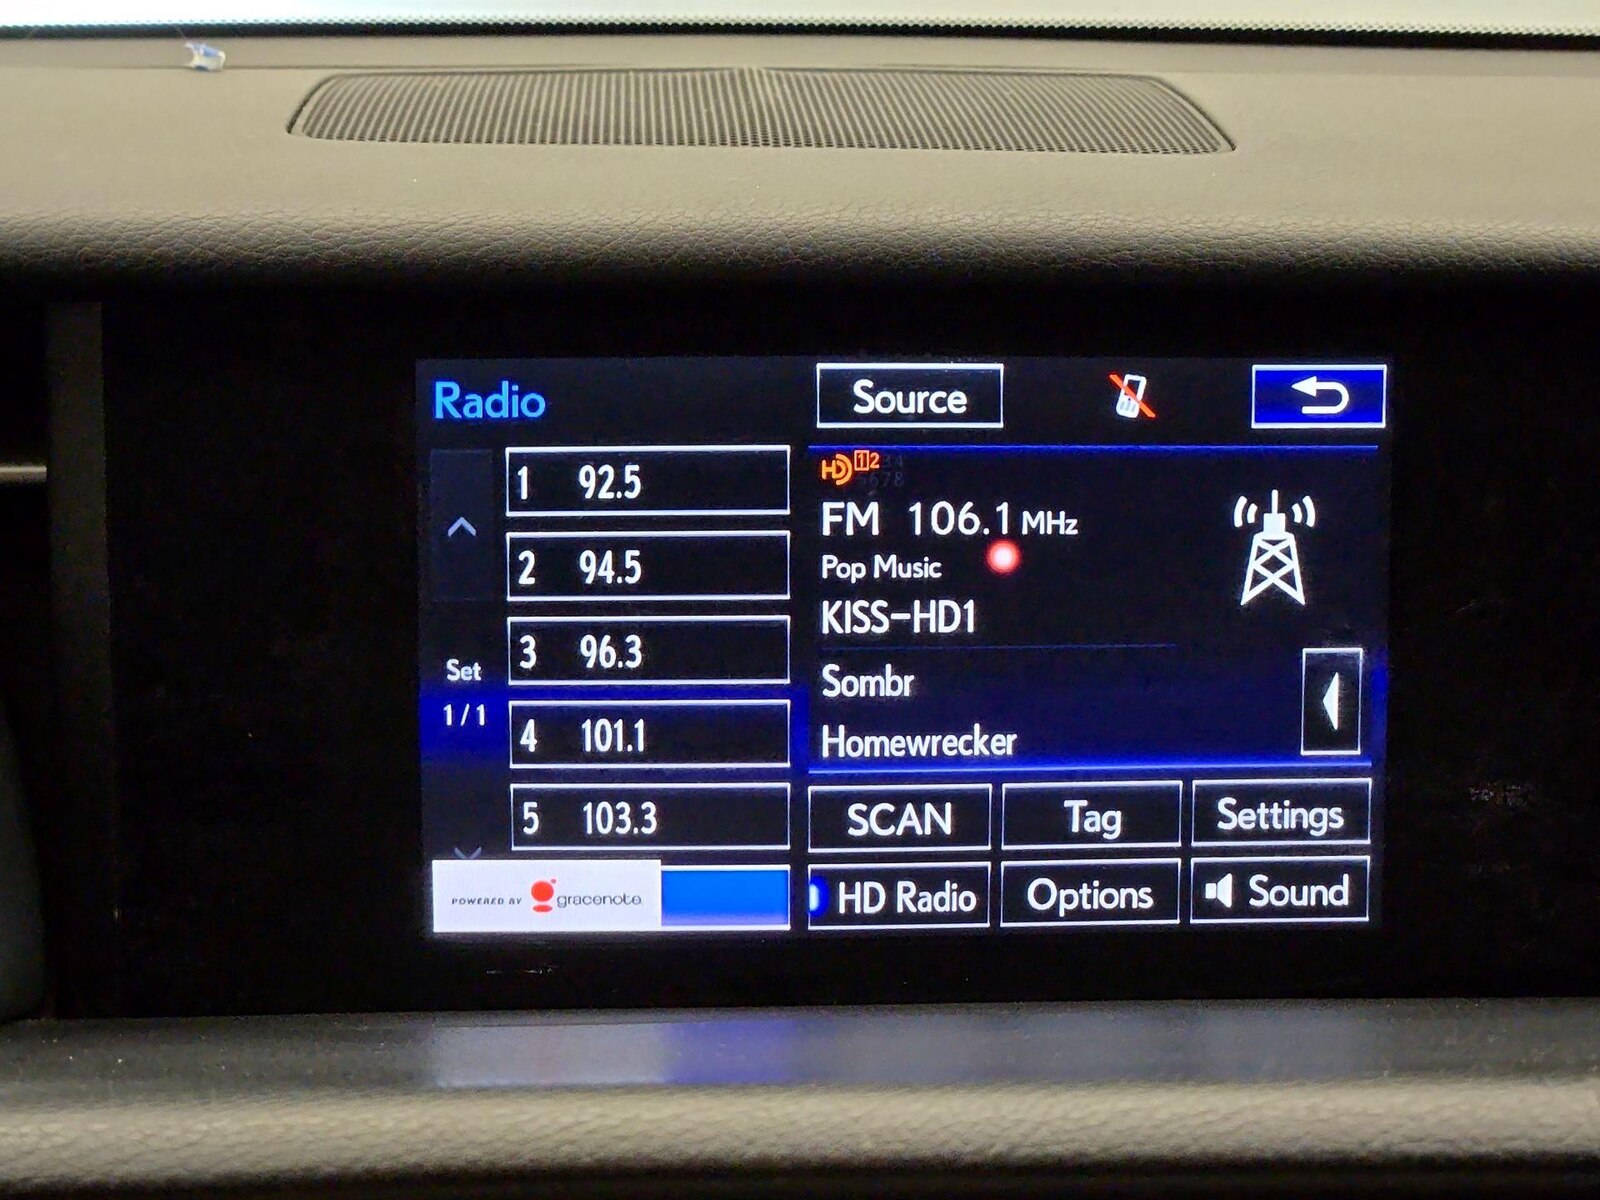 Radio
Source
1 92.5
2 94.5
3 96.3
4 101.1
5 103.3
Set
1/1
POWERED BY gracenote.
HD 12
FM 106.1 MHz
Pop Music
KISS-HD1
Sombr
Homewrecker
SCAN
Tag
Settings
HD Radio
Options
Sound